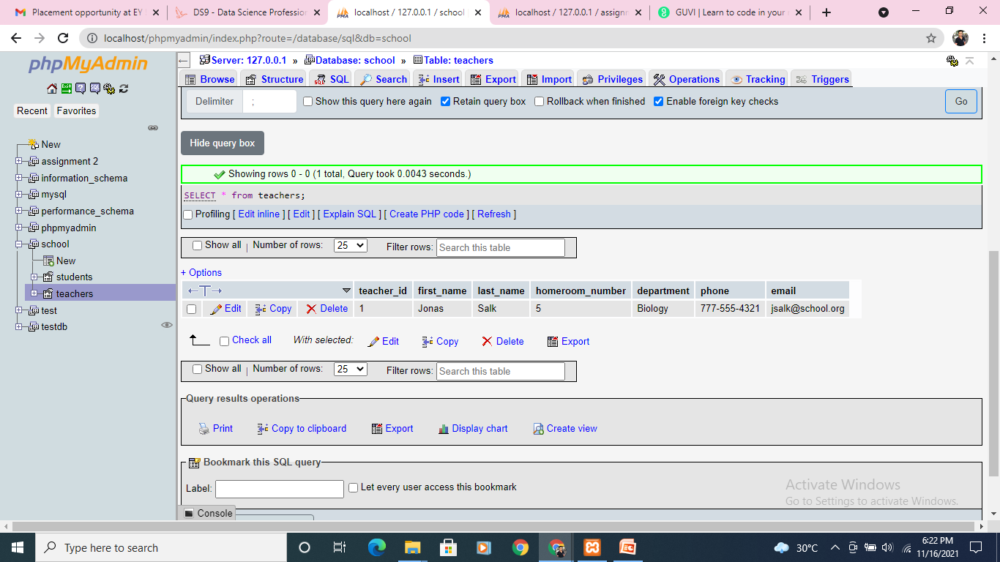 Placement opportunity at EY
DS9 - Data Science Professio
localhost / 127.0.0.1 / school
localhost / 127.0.0.1 / assign
GUVI | Learn to code in your
localhost/phpmyadmin/index.php?route=/database/sql&db=school
phpMyAdmin
Recent Favorites
New
assignment 2
information_schema
mysql
performance_schema
phpmyadmin
school
New
students
teachers
test
testdb
Server: 127.0.0.1 » Database: school » Table: teachers
Browse Structure SQL Search Insert Export Import Privileges Operations Tracking Triggers
Delimiter ; Show this query here again Retain query box Rollback when finished Enable foreign key checks Go
Hide query box
Showing rows 0 - 0 (1 total, Query took 0.0043 seconds.)
SELECT * from teachers;
Profiling [ Edit inline ] [ Edit ] [ Explain SQL ] [ Create PHP code ] [ Refresh ]
Show all | Number of rows: 25 Filter rows: Search this table
+ Options
←T→ teacher_id first_name last_name homeroom_number department phone email
Edit Copy Delete 1 Jonas Salk 5 Biology 777-555-4321 jsalk@school.org
Check all With selected: Edit Copy Delete Export
Show all | Number of rows: 25 Filter rows: Search this table
Query results operations
Print Copy to clipboard Export Display chart Create view
Bookmark this SQL query
Label: Let every user access this bookmark
Activate Windows
Go to Settings to activate Windows.
Console
Type here to search
30°C
6:22 PM
11/16/2021